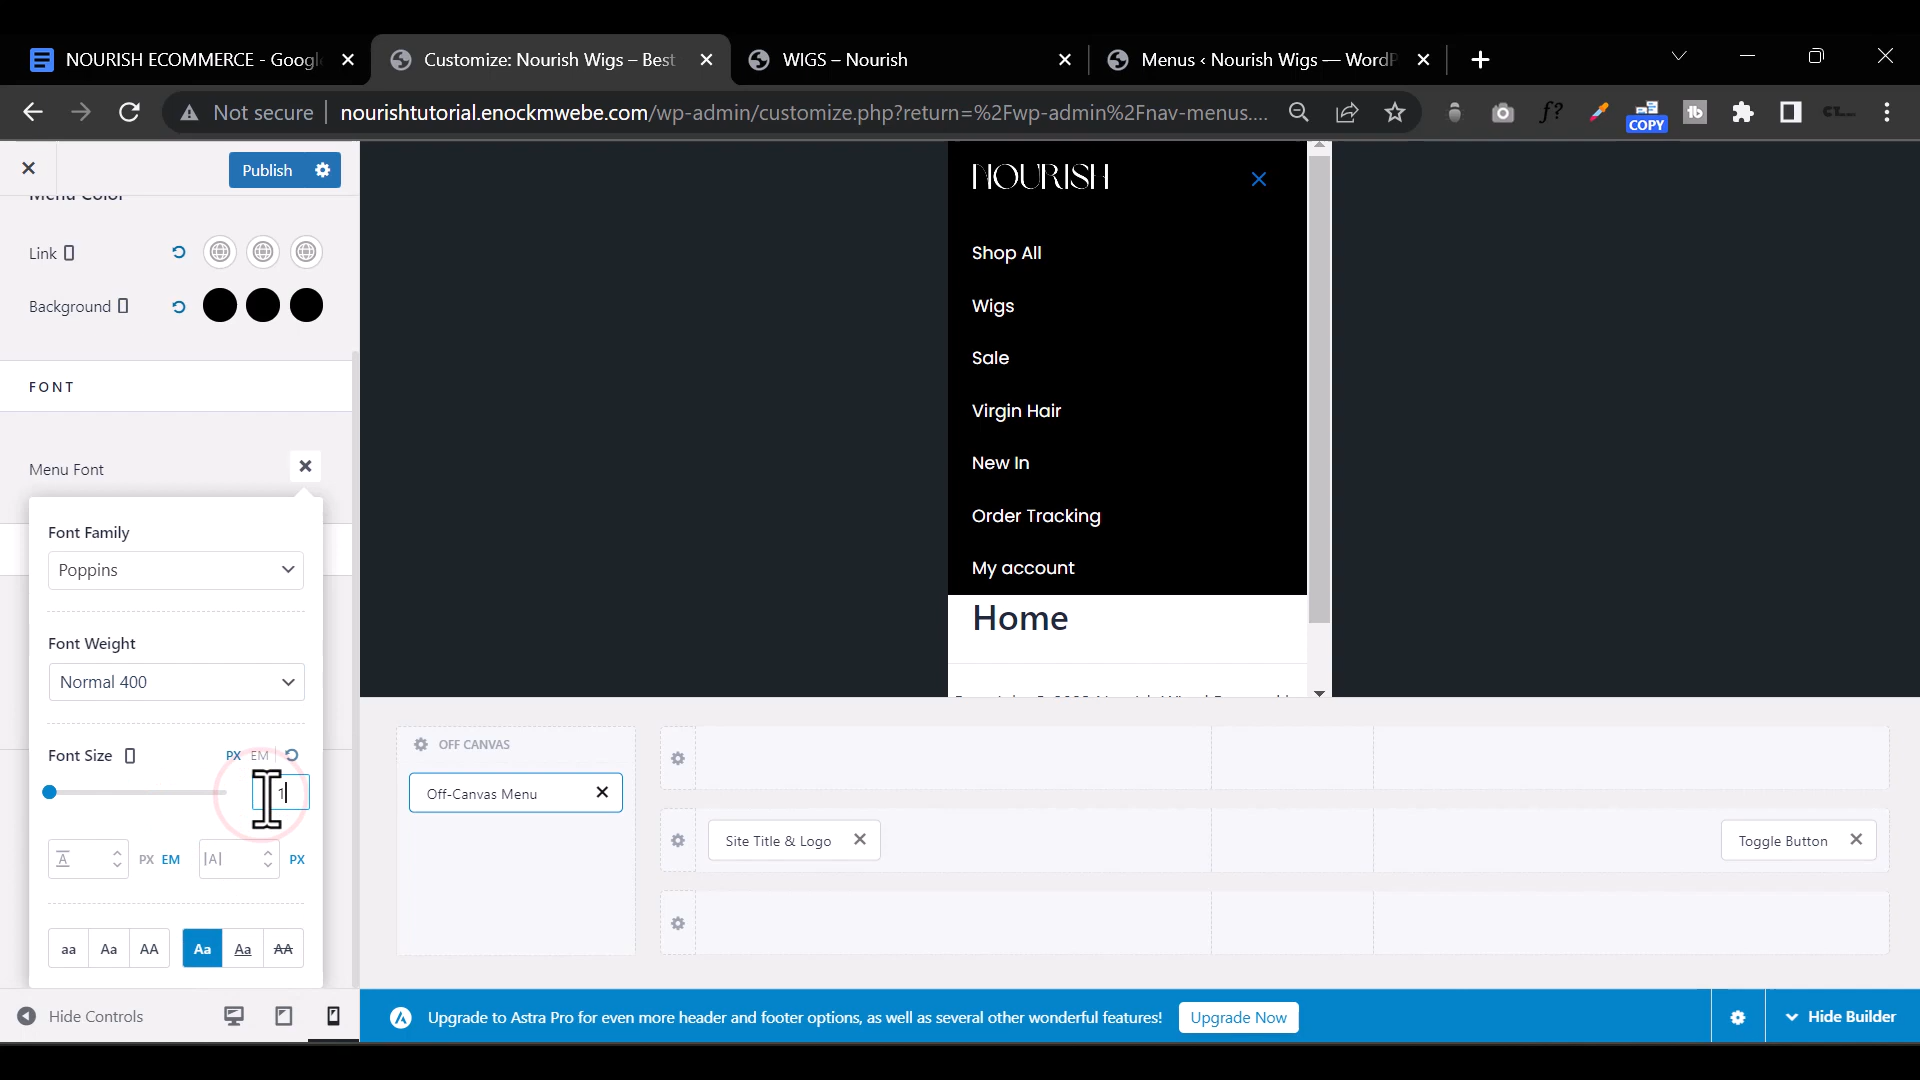 NOURISH ECOMMERCE - Googl
Customize: Nourish Wigs – Best
WIGS – Nourish
Menus ‹ Nourish Wigs — WordP
Not secure
nourishtutorial.enockmwebe.com/wp-admin/customize.php?return=%2Fwp-admin%2Fnav-menus....
COPY
Publish
Menu Color
Link
Background
FONT
Menu Font
Font Family
Poppins
Font Weight
Normal 400
Font Size
PX EM
1
PX EM
PX
aa Aa AA Aa Aa AA
Hide Controls
NOURISH
Shop All
Wigs
Sale
Virgin Hair
New In
Order Tracking
My account
Home
OFF CANVAS
Off-Canvas Menu
Site Title & Logo
Toggle Button
Upgrade to Astra Pro for even more header and footer options, as well as several other wonderful features!
Upgrade Now
Hide Builder